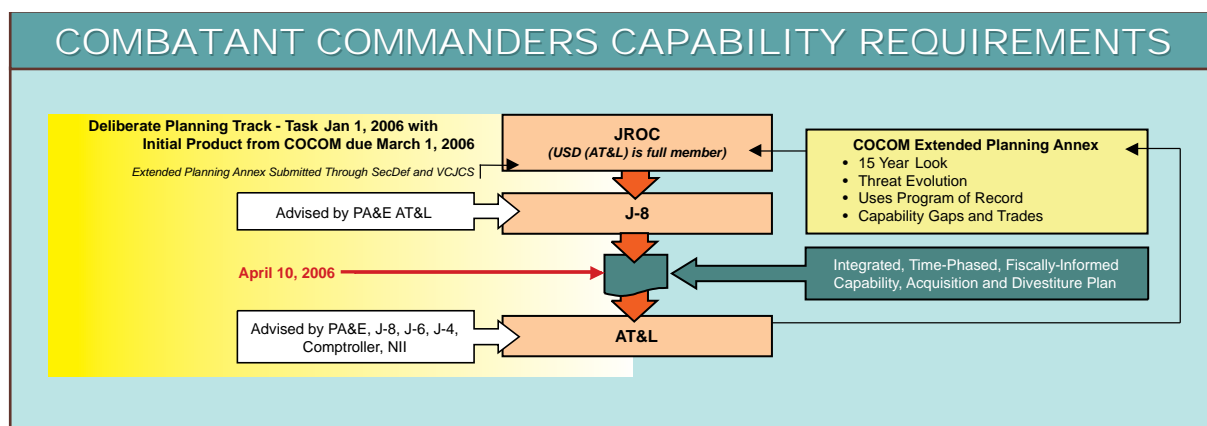 COMBATANT COMMANDERS CAPABILITY REQUIREMENTS
Deliberate Planning Track - Task Jan 1, 2006 with
Initial Product from COCOM due March 1, 2006
Extended Planning Annex Submitted Through SecDef and VCJCS
JROC
(USD (AT&L) is full member)
COCOM Extended Planning Annex
• 15 Year Look
• Threat Evolution
• Uses Program of Record
• Capability Gaps and Trades
Advised by PA&E AT&L
J-8
April 10, 2006
Integrated, Time-Phased, Fiscally-Informed
Capability, Acquisition and Divestiture Plan
Advised by PA&E, J-8, J-6, J-4,
Comptroller, NII
AT&L